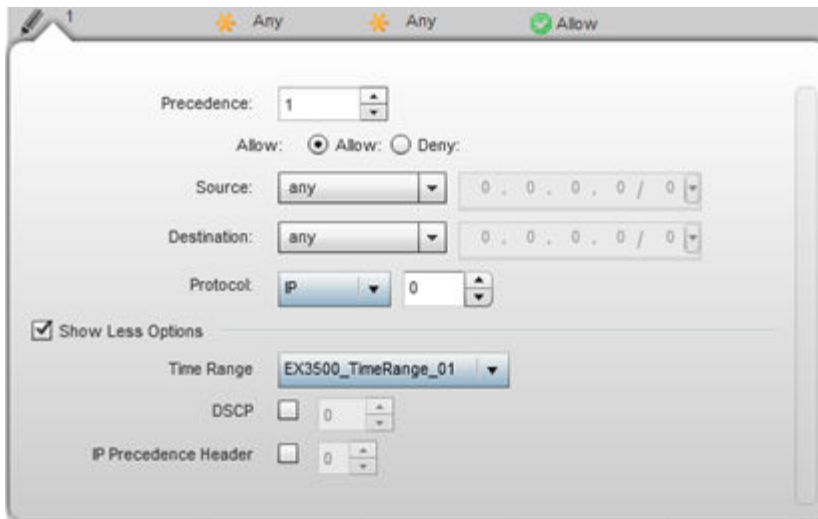 1 Any Any Allow
Precedence: 1
Allow: Allow: Deny:
Source: any 0 . 0 . 0 . 0 / 0
Destination: any 0 . 0 . 0 . 0 / 0
Protocol: IP 0
Show Less Options
Time Range EX3500_TimeRange_01
DSCP 0
IP Precedence Header 0